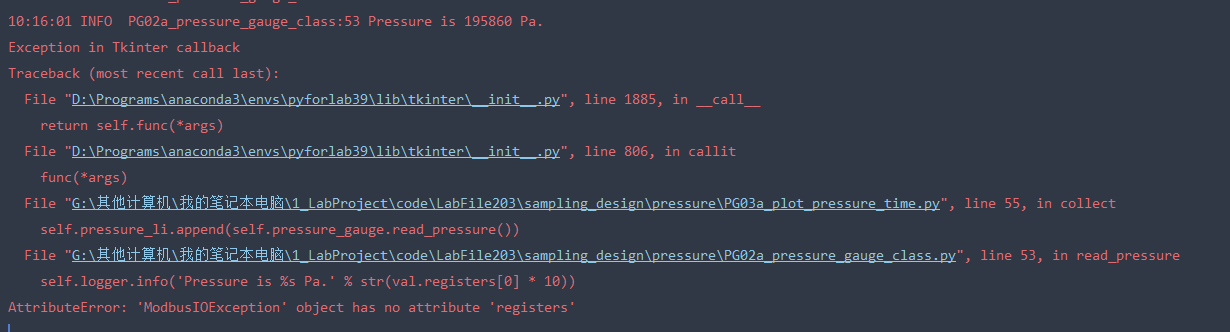 10:16:01 INFO  PG02a_pressure_gauge_class:53 Pressure is 195860 Pa.
Exception in Tkinter callback
Traceback (most recent call last):
  File "D:\Programs\anaconda3\envs\pyforlab39\lib\tkinter\__init__.py", line 1885, in __call__
    return self.func(*args)
  File "D:\Programs\anaconda3\envs\pyforlab39\lib\tkinter\__init__.py", line 806, in callit
    func(*args)
  File "G:\其他计算机\我的笔记本电脑\1_LabProject\code\LabFile203\sampling_design\pressure\PG03a_plot_pressure_time.py", line 55, in collect
    self.pressure_li.append(self.pressure_gauge.read_pressure())
  File "G:\其他计算机\我的笔记本电脑\1_LabProject\code\LabFile203\sampling_design\pressure\PG02a_pressure_gauge_class.py", line 53, in read_pressure
    self.logger.info('Pressure is %s Pa.' % str(val.registers[0] * 10))
AttributeError: 'ModbusIOException' object has no attribute 'registers'